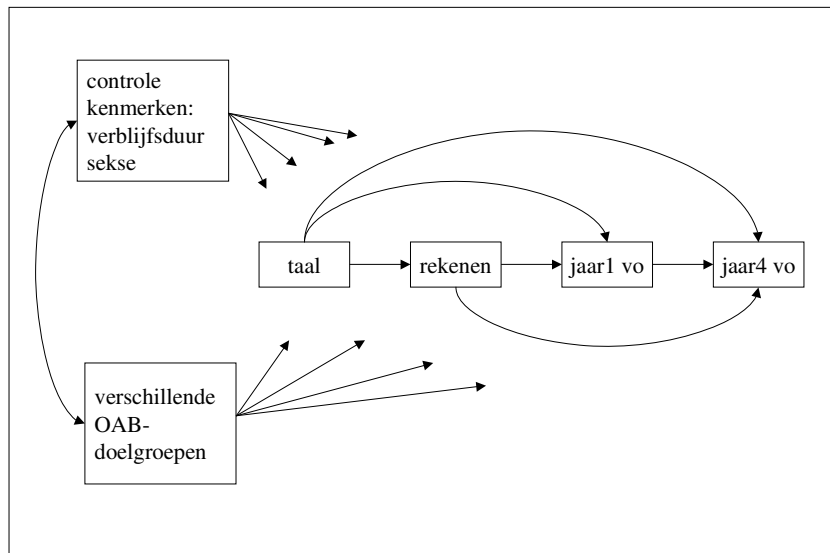 controle
kenmerken:
verblijfsduur
sekse
taal
rekenen
jaar1 vo
jaar4 vo
verschillende
OAB-
doelgroepen